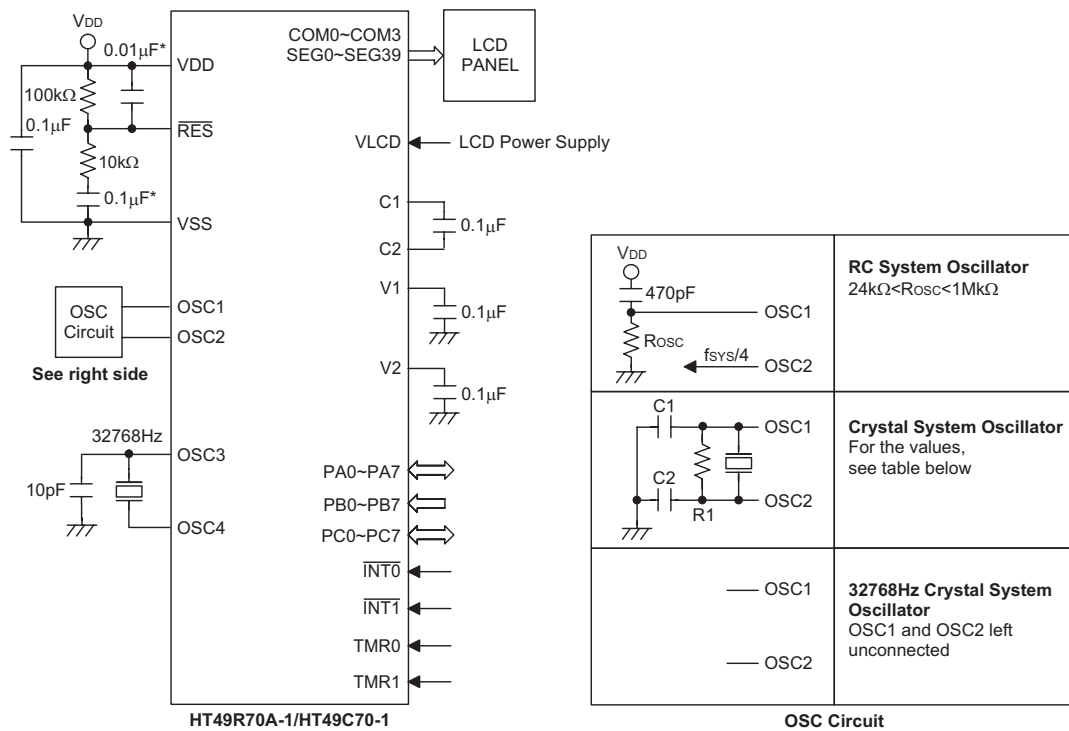 VDD
0.01μF*
VDD
100kΩ
0.1μF
RES
10kΩ
0.1μF*
VSS
OSC
Circuit
OSC1
OSC2
See right side
32768Hz
OSC3
10pF
OSC4
COM0~COM3
SEG0~SEG39
LCD
PANEL
VLCD
LCD Power Supply
C1
0.1μF
C2
V1
0.1μF
V2
0.1μF
PA0~PA7
PB0~PB7
PC0~PC7
INT0
INT1
TMR0
TMR1
HT49R70A-1/HT49C70-1
VDD
470pF
OSC1
ROSC
fSYS/4
OSC2
RC System Oscillator
24kΩ<ROSC<1MkΩ
C1
OSC1
C2
R1
OSC2
Crystal System Oscillator
For the values,
see table below
OSC1
OSC2
32768Hz Crystal System
Oscillator
OSC1 and OSC2 left
unconnected
OSC Circuit